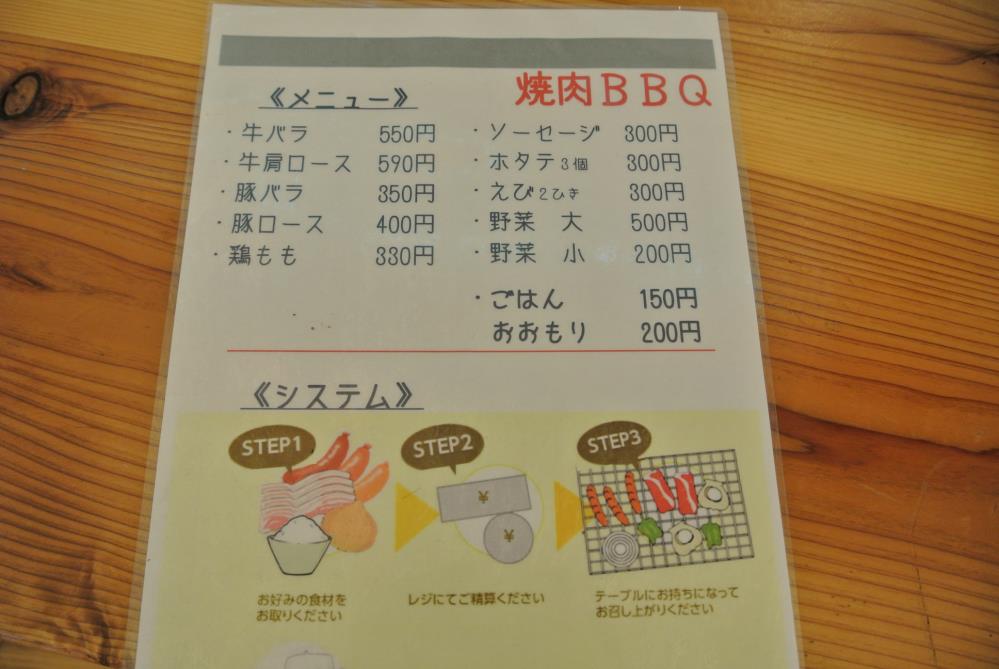 焼肉BBQ
《メニュー》
・牛バラ 550円
・牛肩ロース 590円
・豚バラ 350円
・豚ロース 400円
・鶏もも 330円
・ソーセージ 300円
・ホタテ3個 300円
・えび2ひき 300円
・野菜 大 500円
・野菜 小 200円
・ごはん 150円
おおもり 200円
《システム》
STEP1
お好みの食材を
お取りください
STEP2
¥
¥
レジにてご精算ください
STEP3
テーブルにお持ちになって
お召し上がりください